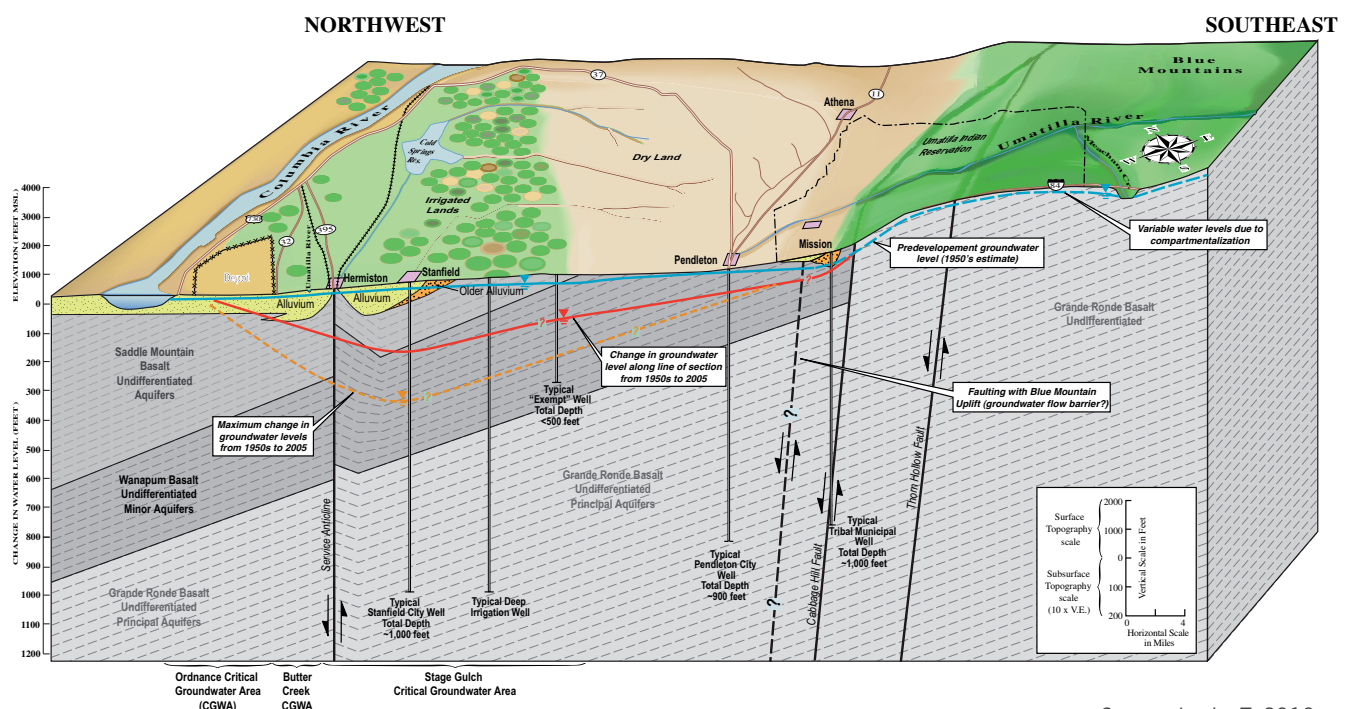 NORTHWEST
SOUTHEAST
Blue
Mountains
37
11
Athena
Columbia River
Cold
Springs
Res.
Dry Land
Umatilla Indian
Reservation
Umatilla River
Meacham Cr.
N
E
S
W
84
ELEVATION (FEET MSL)
4000
3000
2000
1000
0
730
32
395
Umatilla River
Irrigated
Lands
Depot
Hermiston
Stanfield
Pendleton
Mission
Predevelopement groundwater
level (1950's estimate)
Variable water levels due to
compartmentalization
Alluvium
Alluvium
Older Alluvium
Grande Ronde Basalt
Undifferentiated
CHANGE IN WATER LEVEL (FEET)
100
200
300
400
500
600
700
800
900
1000
1100
1200
Saddle Mountain
Basalt
Undifferentiated
Aquifers
?
?
?
?
?
Change in groundwater
level along line of section
from 1950s to 2005
Typical
"Exempt" Well
Total Depth
<500 feet
Faulting with Blue Mountain
Uplift (groundwater flow barrier?)
Maximum change in
groundwater levels
from 1950s to 2005
Wanapum Basalt
Undifferentiated
Minor Aquifers
Grande Ronde Basalt
Undifferentiated
Principal Aquifers
?
?
Service Anticline
Cabbage Hill Fault
Thorn Hollow Fault
Typical
Tribal Municipal
Well
Total Depth
~1,000 feet
Typical
Pendleton City
Well
Total Depth
~900 feet
Grande Ronde Basalt
Undifferentiated
Principal Aquifers
Typical
Stanfield City Well
Total Depth
~1,000 feet
Typical Deep
Irrigation Well
Surface
Topography
scale
Subsurface
Topography
scale
(10 x V.E.)
2000
1000
0
100
200
Vertical Scale in Feet
0
4
Horizontal Scale
in Miles
Ordnance Critical
Groundwater Area
(CGWA)
Butter
Creek
CGWA
Stage Gulch
Critical Groundwater Area